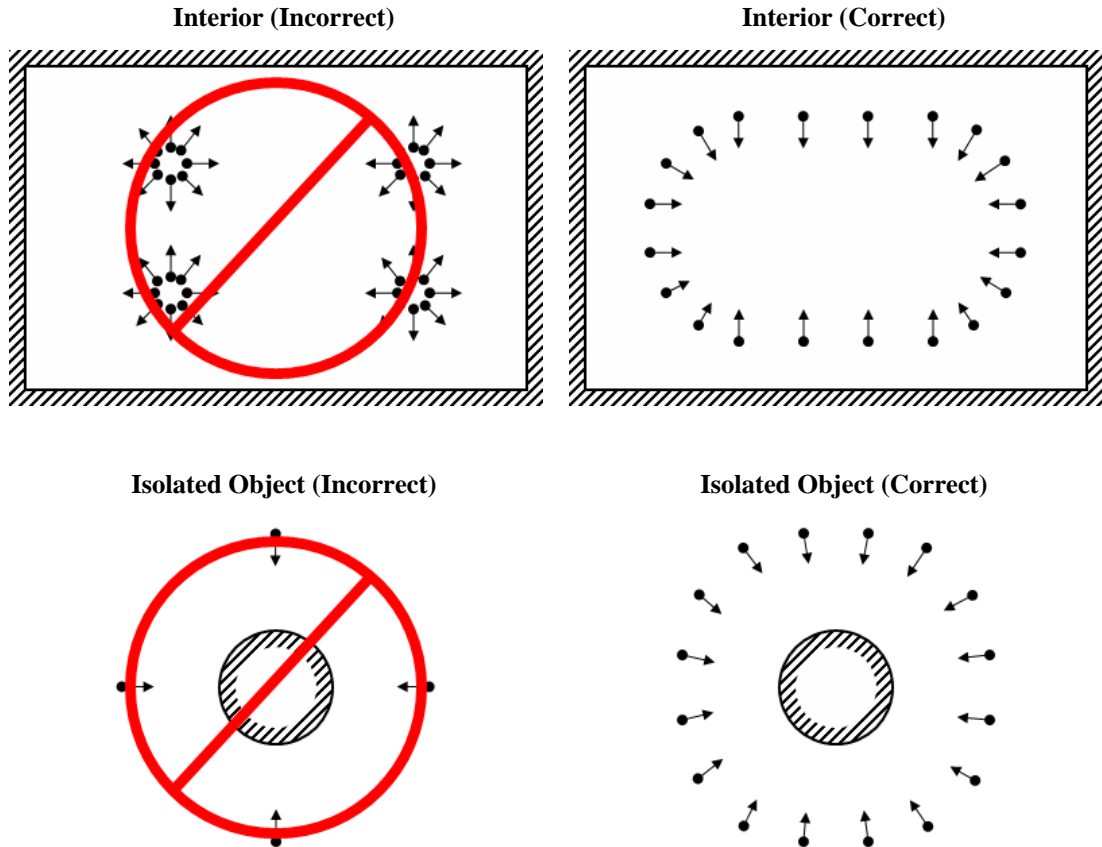 Interior (Incorrect)
Interior (Correct)
Isolated Object (Incorrect)
Isolated Object (Correct)